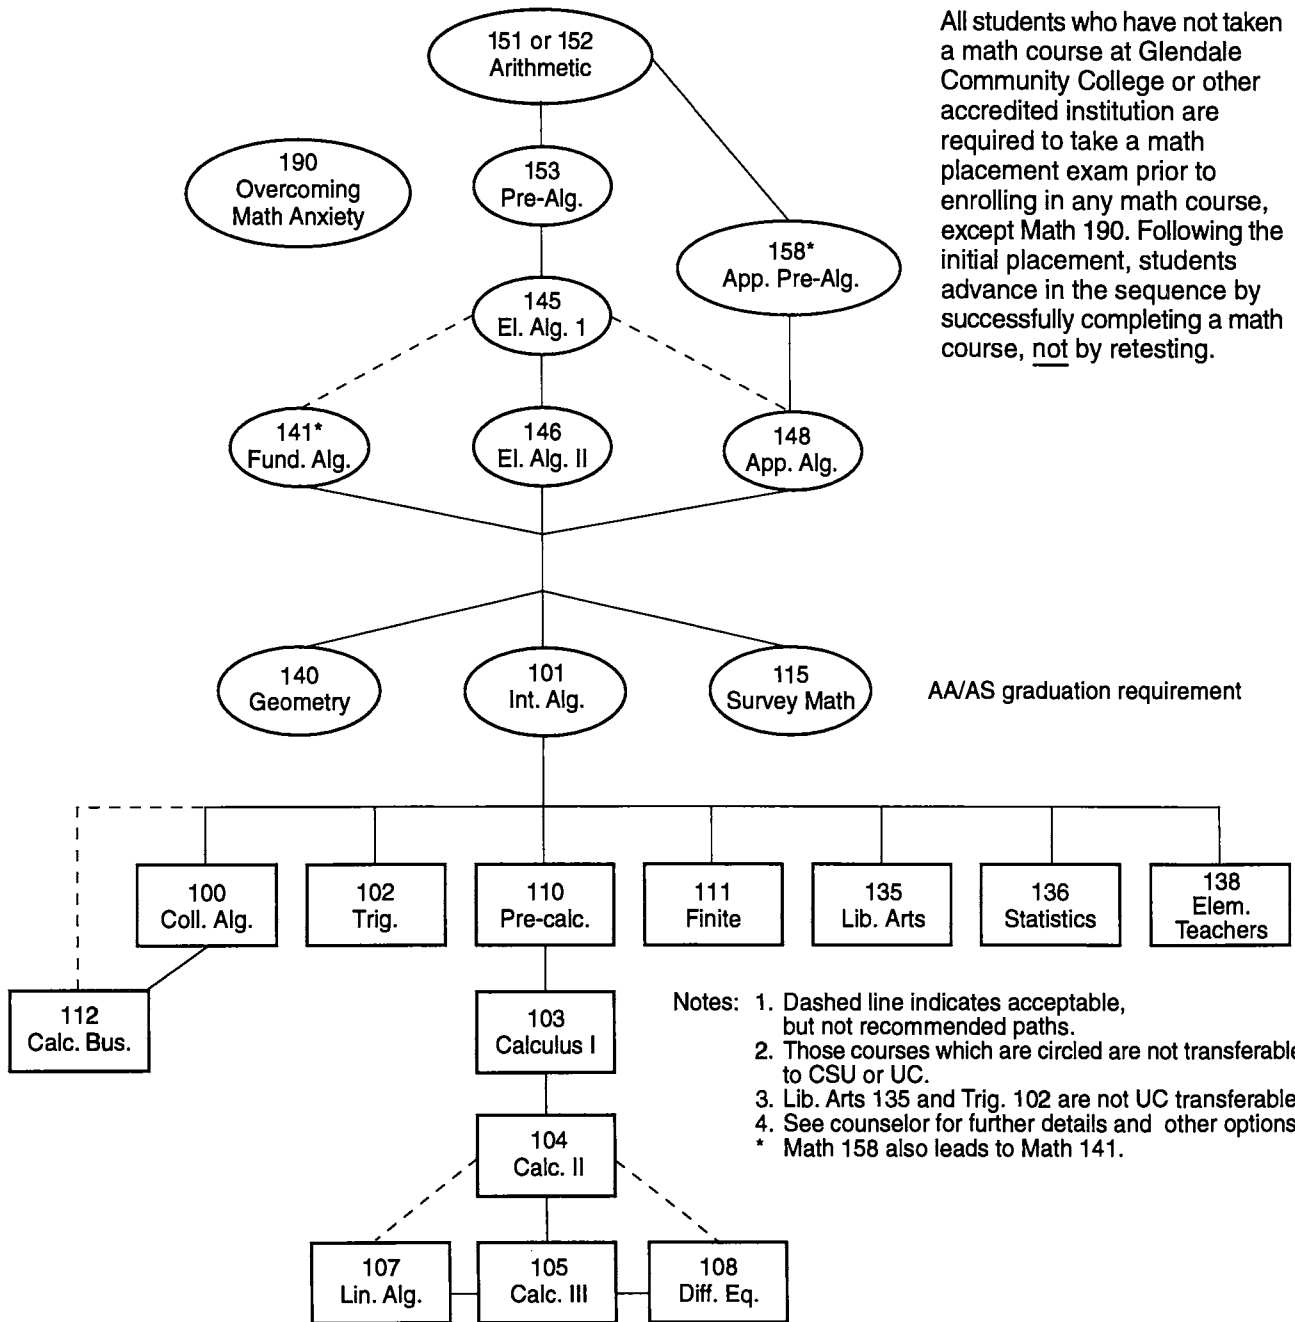 151 or 152
Arithmetic
All students who have not taken
a math course at Glendale
Community College or other
accredited institution are
required to take a math
placement exam prior to
enrolling in any math course,
except Math 190. Following the
initial placement, students
advance in the sequence by
successfully completing a math
course, not by retesting.
190
Overcoming
Math Anxiety
153
Pre-Alg.
158*
App. Pre-Alg.
145
El. Alg. 1
141*
Fund. Alg.
146
El. Alg. II
148
App. Alg.
140
Geometry
101
Int. Alg.
115
Survey Math
AA/AS graduation requirement
100
Coll. Alg.
102
Trig.
110
Pre-calc.
111
Finite
135
Lib. Arts
136
Statistics
138
Elem.
Teachers
112
Calc. Bus.
103
Calculus I
Notes: 1. Dashed line indicates acceptable,
but not recommended paths.
2. Those courses which are circled are not transferable
to CSU or UC.
3. Lib. Arts 135 and Trig. 102 are not UC transferable
4. See counselor for further details and other options
* Math 158 also leads to Math 141.
104
Calc. II
107
Lin. Alg.
105
Calc. III
108
Diff. Eq.